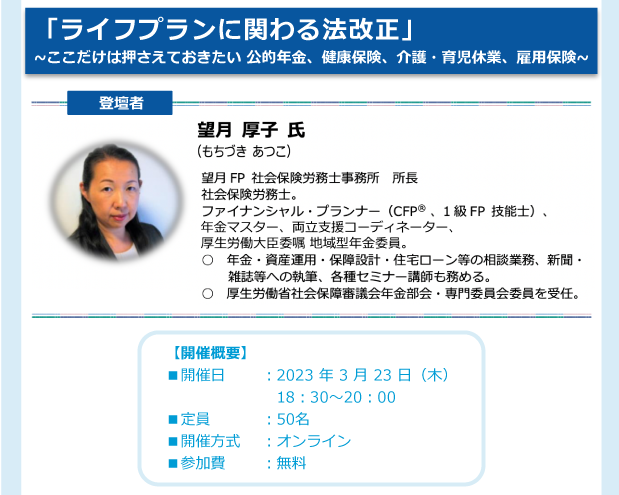 「ライフプランに関わる法改正」
~ここだけは押さえておきたい 公的年金、健康保険、介護・育児休業、雇用保険~
登壇者
望月 厚子 氏
(もちづき あつこ)
望月FP 社会保険労務士事務所　所長
社会保険労務士。
ファイナンシャル・プランナー（CFP®、1級FP 技能士）、
年金マスター、両立支援コーディネーター、
厚生労働大臣委嘱 地域型年金委員。
○　年金・資産運用・保障設計・住宅ローン等の相談業務、新聞・
雑誌等への執筆、各種セミナー講師も務める。
○　厚生労働省社会保障審議会年金部会・専門委員会委員を受任。
【開催概要】
■開催日　：2023 年 3 月 23 日（木）
18：30～20：00
■定員　：50名
■開催方式　：オンライン
■参加費　：無料